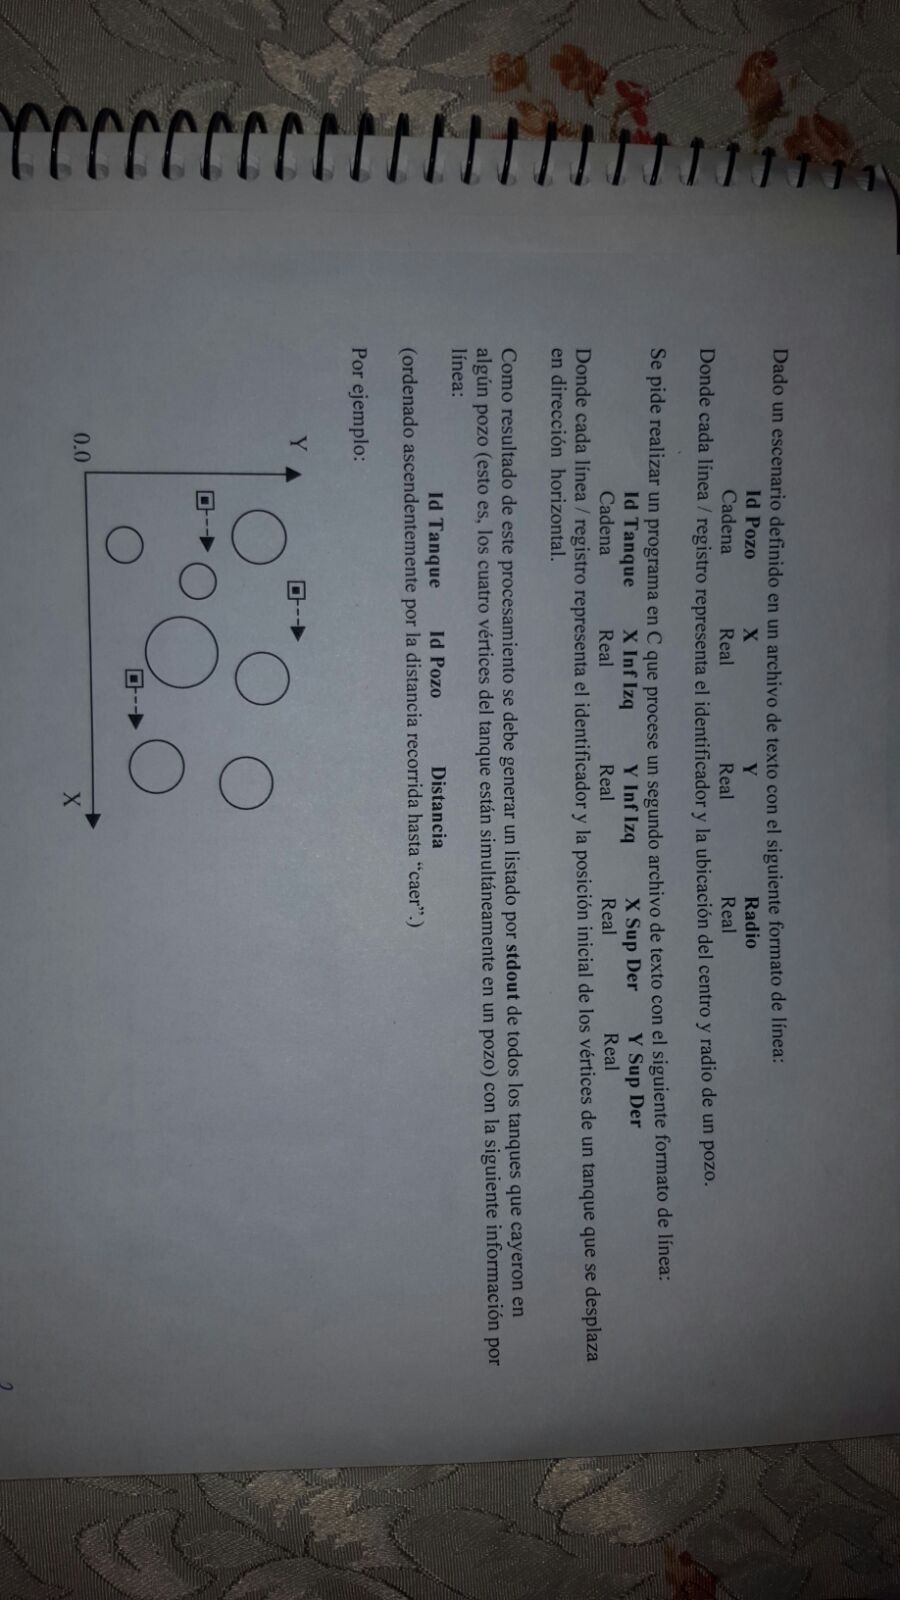 Dado un escenario definido en un archivo de texto con el siguiente formato de línea:
Id Pozo X Y Radio
Cadena Real Real Real
Donde cada línea / registro representa el identificador y la ubicación del centro y radio de un pozo.
Se pide realizar un programa en C que procese un segundo archivo de texto con el siguiente formato de línea:
Id Tanque X Inf Izq Y Inf Izq X Sup Der Y Sup Der
Cadena Real Real Real Real
Donde cada línea / registro representa el identificador y la posición inicial de los vértices de un tanque que se desplaza
en dirección horizontal.
Como resultado de este procesamiento se debe generar un listado por stdout de todos los tanques que cayeron en
algún pozo (esto es, los cuatro vértices del tanque están simultáneamente en un pozo) con la siguiente información por
línea:
Id Tanque Id Pozo Distancia
(ordenado ascendentemente por la distancia recorrida hasta “caer”.)
Por ejemplo:
Y
0.0
X